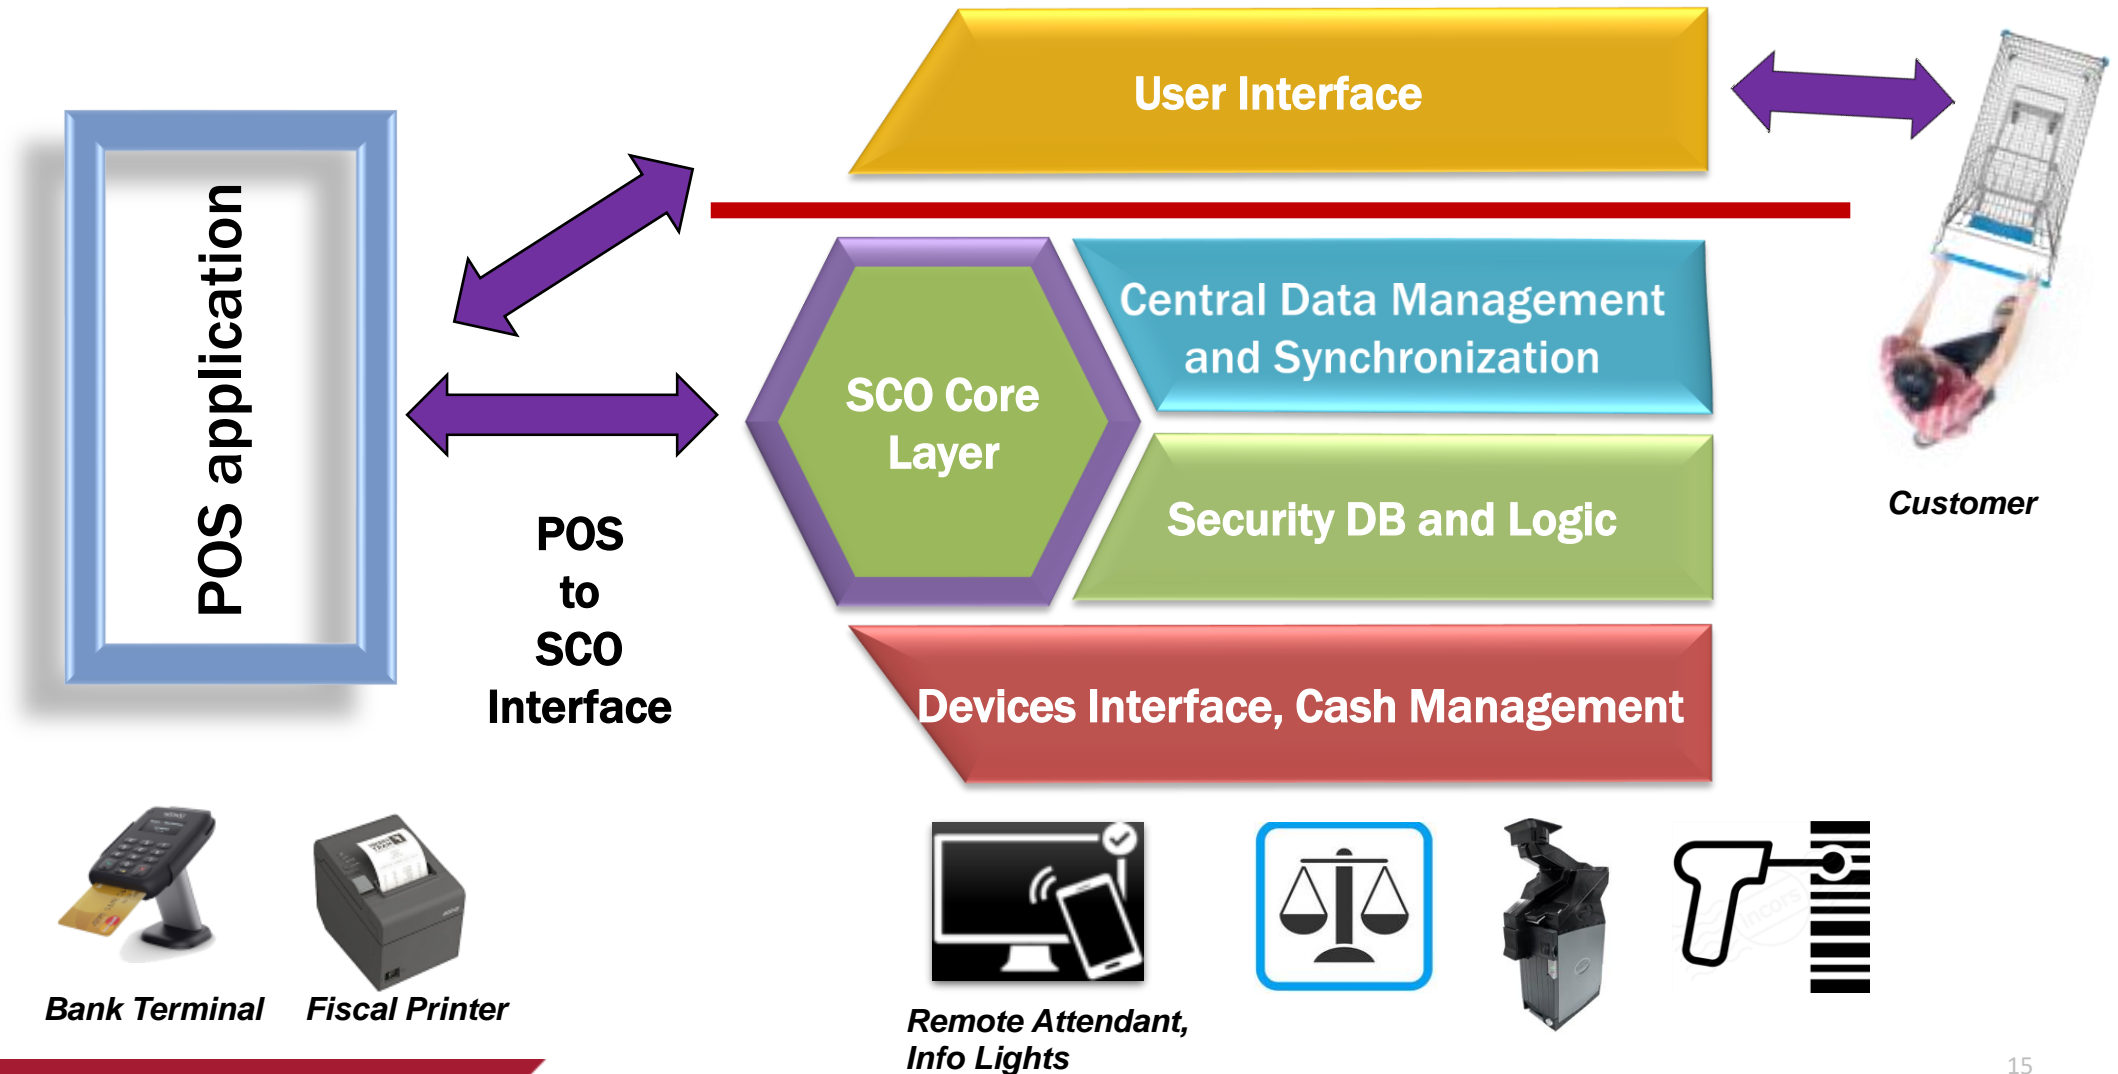 User Interface
POS application
Central Data Management
and Synchronization
SCO Core
Layer
Security DB and Logic
Customer
POS
to
SCO
Interface
Devices Interface, Cash Management
Incors
Bank Terminal
Fiscal Printer
Remote Attendant,
Info Lights
15